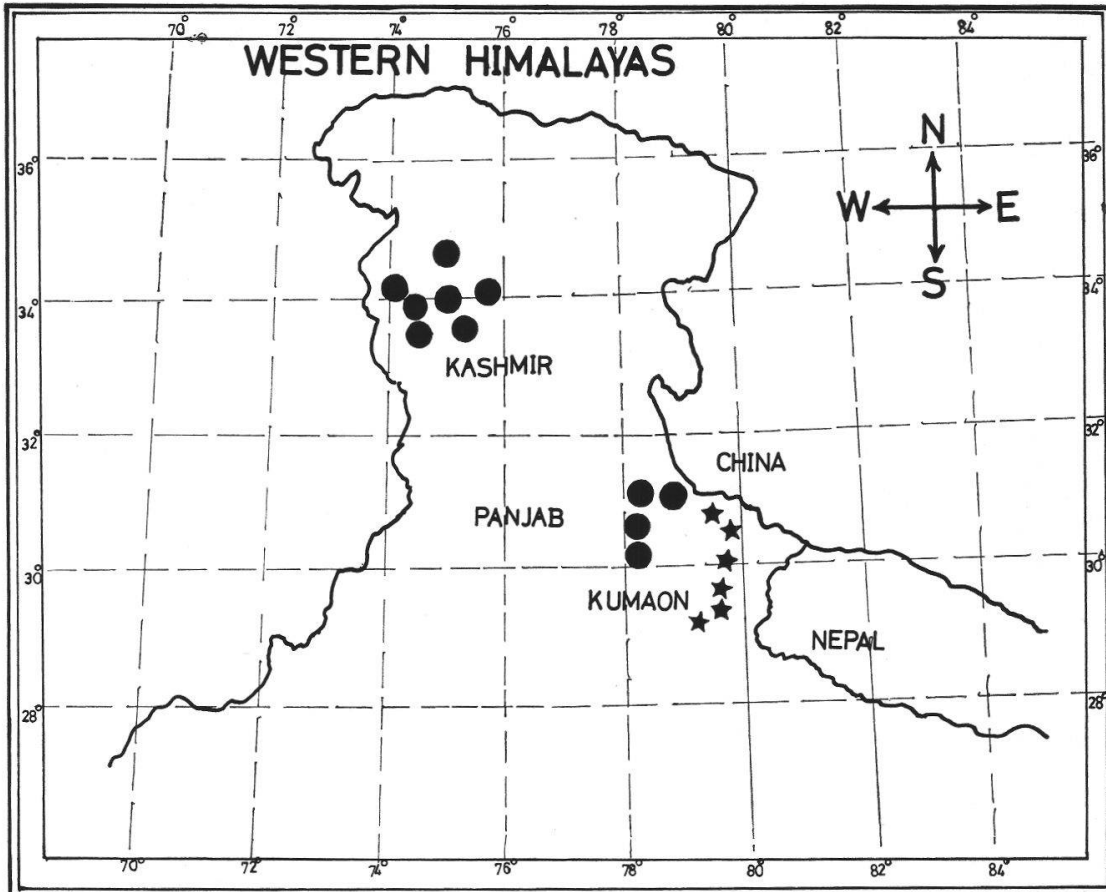 70° 72° 74° 76° 78° 80° 82° 84°
WESTERN HIMALAYAS
N
36° 36°
W E
S
34° 34°
KASHMIR
32° 32°
CHINA
PANJAB
30° 30°
KUMAON
NEPAL
28° 28°
70° 72° 74° 76° 78° 80° 82° 84°